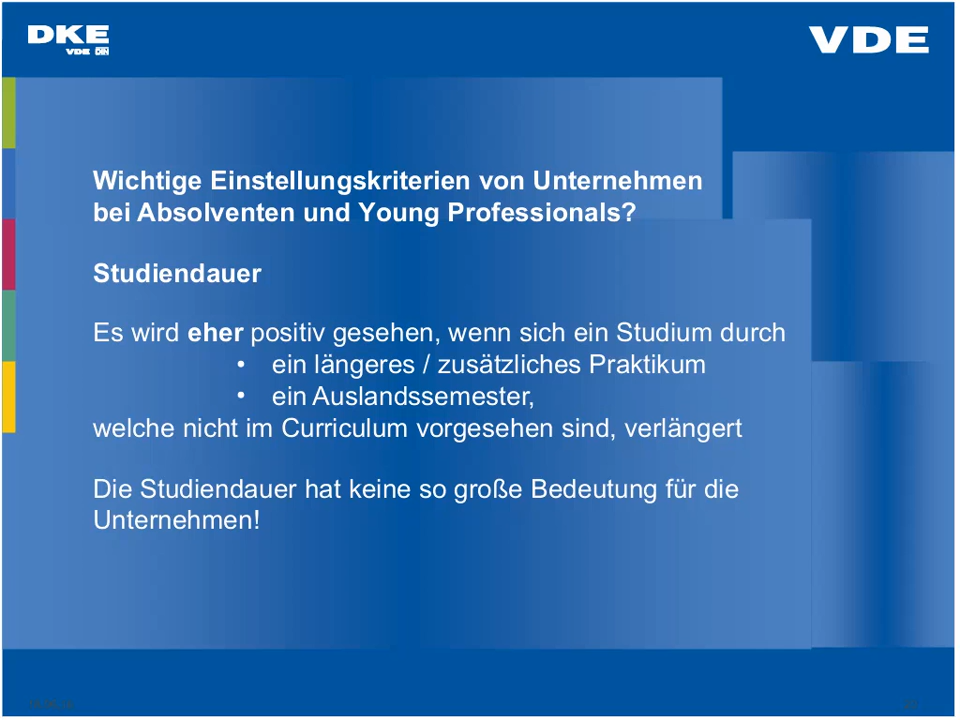 DKE
VDE DIN
VDE
Wichtige Einstellungskriterien von Unternehmen
bei Absolventen und Young Professionals?
Studiendauer
Es wird eher positiv gesehen, wenn sich ein Studium durch
• ein längeres / zusätzliches Praktikum
• ein Auslandssemester,
welche nicht im Curriculum vorgesehen sind, verlängert
Die Studiendauer hat keine so große Bedeutung für die
Unternehmen!